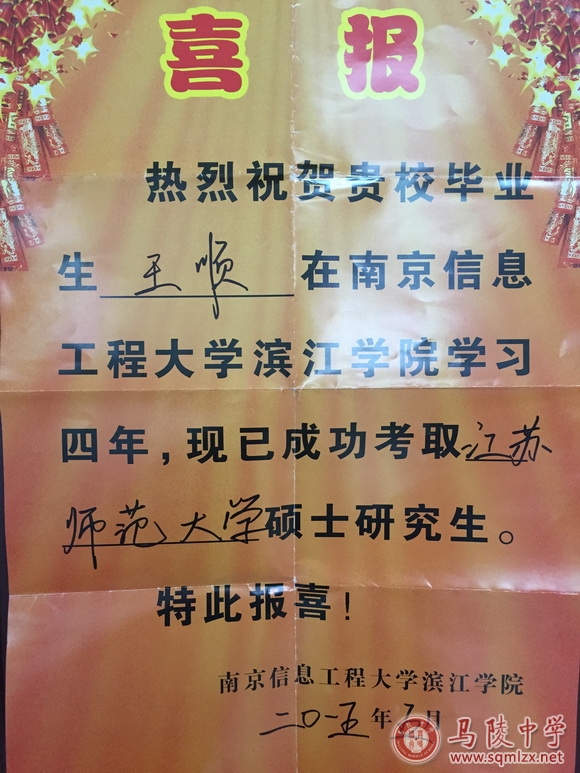 喜报
热烈祝贺贵校毕业
生王顺在南京信息
工程大学滨江学院学习
四年，现已成功考取江苏
师范大学硕士研究生。
特此报喜！
南京信息工程大学滨江学院
二〇一五年7月
马陵中学
www.sqmlzx.net